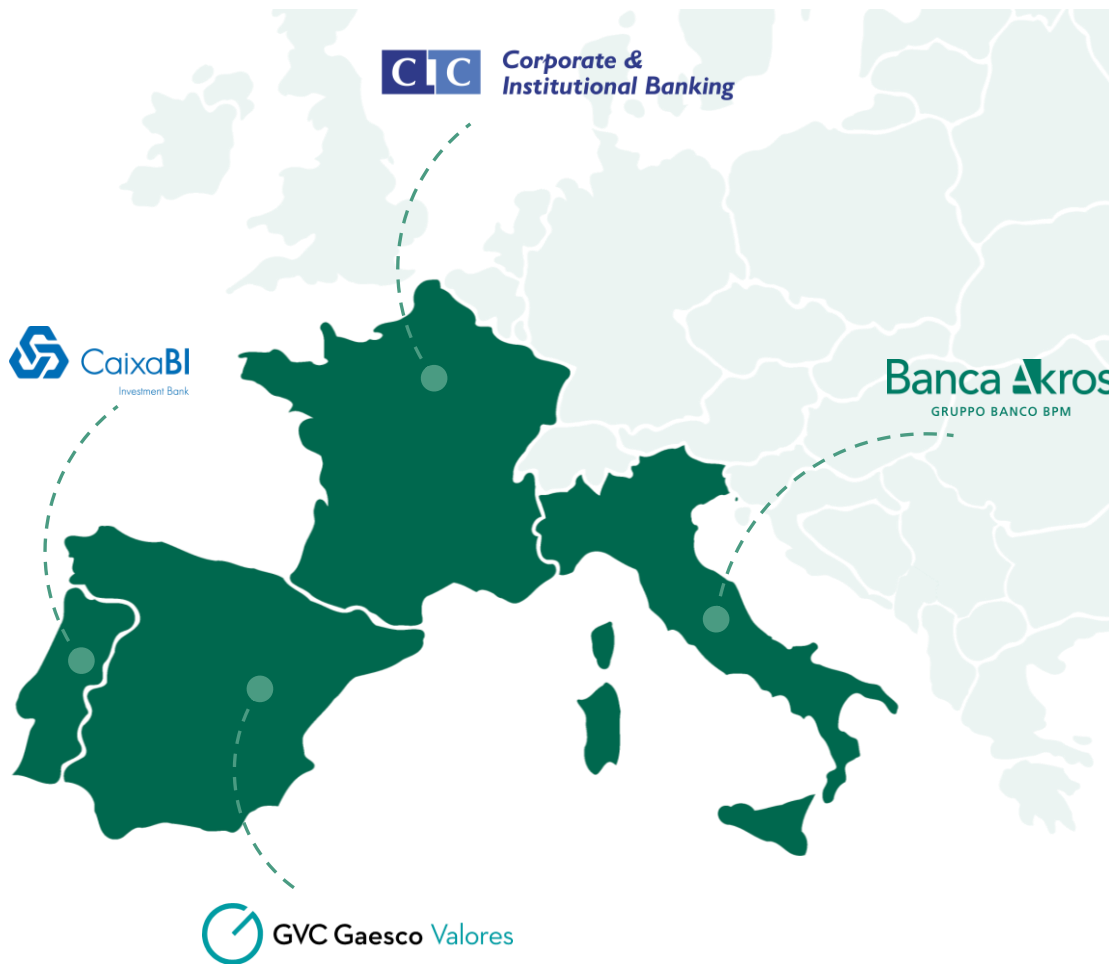 CIC Corporate &
Institutional Banking
CaixaBI
Investment Bank
Banca Akros
GRUPPO BANCO BPM
GVC Gaesco Valores